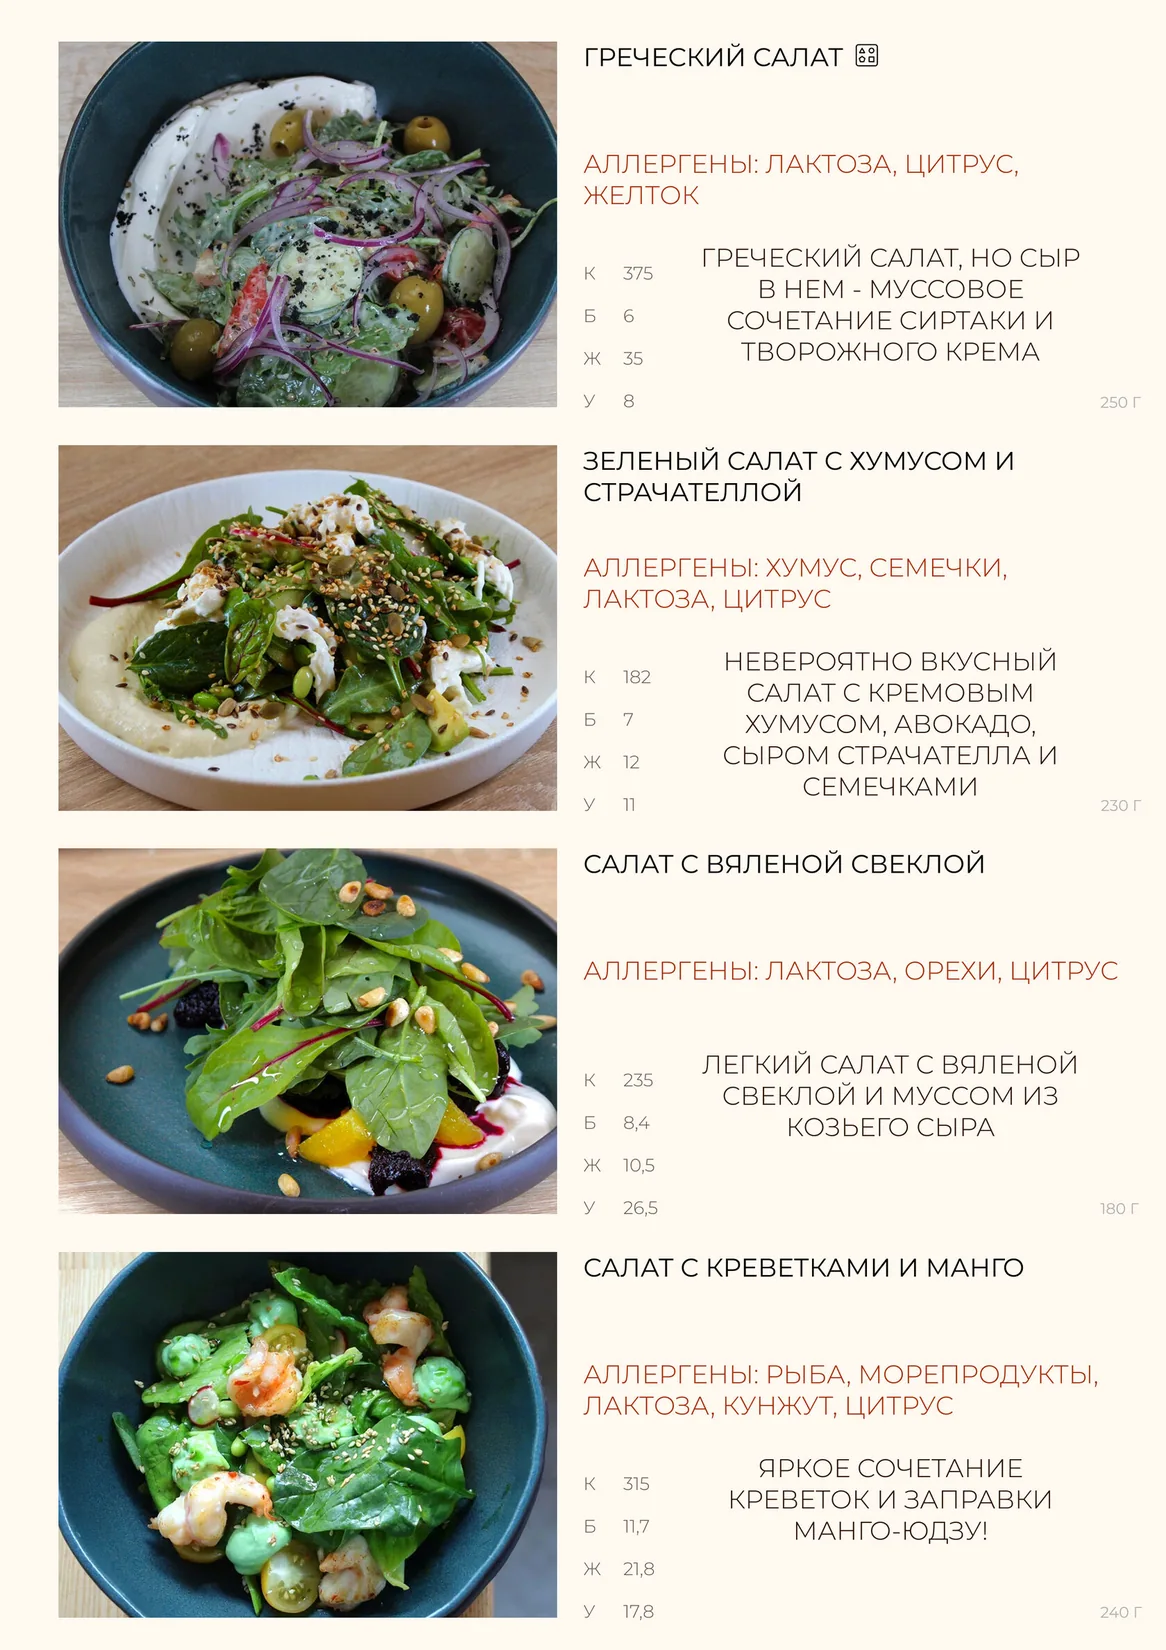 ГРЕЧЕСКИЙ САЛАТ
АЛЛЕРГЕНЫ: ЛАКТОЗА, ЦИТРУС,
ЖЕЛТОК
К 375
Б 6
Ж 35
У 8
ГРЕЧЕСКИЙ САЛАТ, НО СЫР
В НЕМ - МУССОВОЕ
СОЧЕТАНИЕ СИРТАКИ И
ТВОРОЖНОГО КРЕМА
250 Г
ЗЕЛЕНЫЙ САЛАТ С ХУМУСОМ И
СТРАЧАТЕЛЛОЙ
АЛЛЕРГЕНЫ: ХУМУС, СЕМЕЧКИ,
ЛАКТОЗА, ЦИТРУС
К 182
Б 7
Ж 12
У 11
НЕВЕРОЯТНО ВКУСНЫЙ
САЛАТ С КРЕМОВЫМ
ХУМУСОМ, АВОКАДО,
СЫРОМ СТРАЧАТЕЛЛА И
СЕМЕЧКАМИ
230 Г
САЛАТ С ВЯЛЕНОЙ СВЕКЛОЙ
АЛЛЕРГЕНЫ: ЛАКТОЗА, ОРЕХИ, ЦИТРУС
К 235
Б 8,4
Ж 10,5
У 26,5
ЛЕГКИЙ САЛАТ С ВЯЛЕНОЙ
СВЕКЛОЙ И МУССОМ ИЗ
КОЗЬЕГО СЫРА
180 Г
САЛАТ С КРЕВЕТКАМИ И МАНГО
АЛЛЕРГЕНЫ: РЫБА, МОРЕПРОДУКТЫ,
ЛАКТОЗА, КУНЖУТ, ЦИТРУС
К 315
Б 11,7
Ж 21,8
У 17,8
ЯРКОЕ СОЧЕТАНИЕ
КРЕВЕТОК И ЗАПРАВКИ
МАНГО-ЮДЗУ!
240 Г